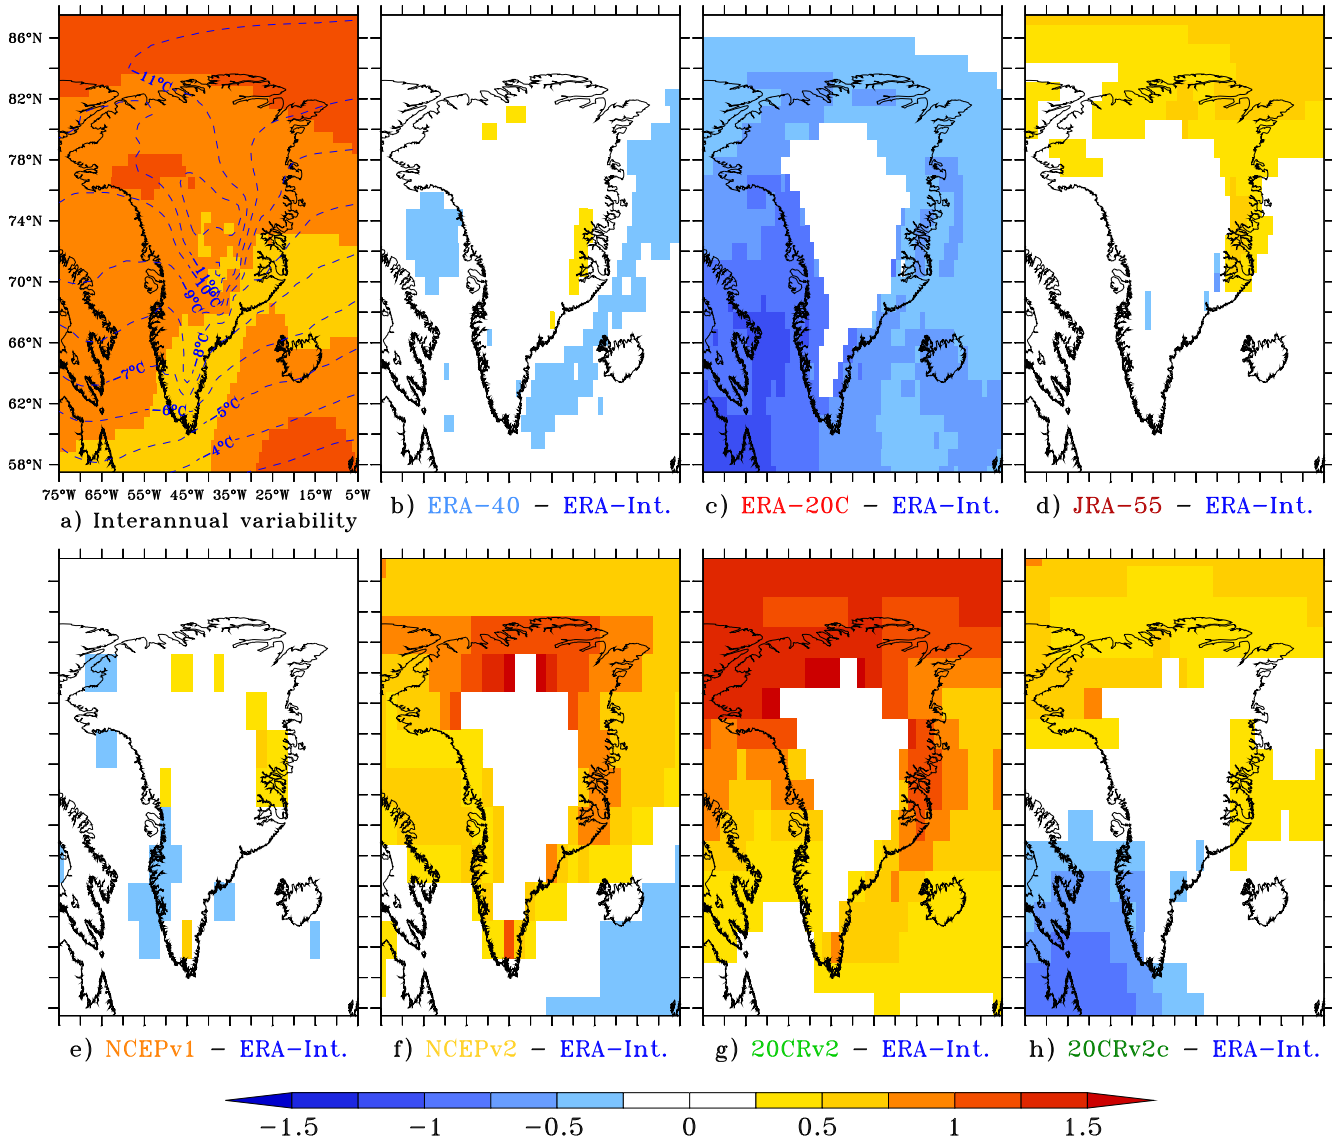 86°N
82°N
78°N
74°N
70°N
66°N
62°N
58°N
−11°C
−11°C
−10°C
−9°C
−8°C
−7°C
−6°C
−5°C
−4°C
75°W 65°W 55°W 45°W 35°W 25°W 15°W 5°W
a) Interannual variability
b) ERA−40 − ERA−Int.
c) ERA−20C − ERA−Int.
d) JRA−55 − ERA−Int.
e) NCEPv1 − ERA−Int.
f) NCEPv2 − ERA−Int.
g) 20CRv2 − ERA−Int.
h) 20CRv2c − ERA−Int.
−1.5 −1 −0.5 0 0.5 1 1.5